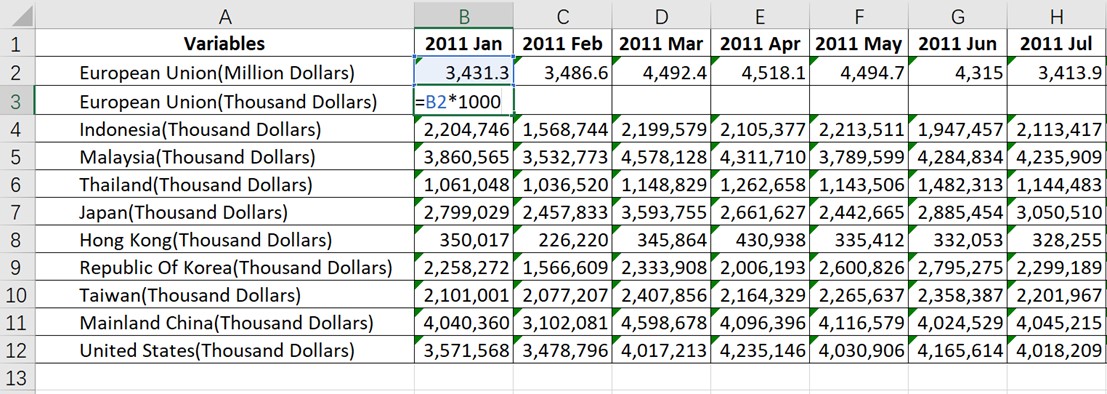 A B C D E F G H
1 Variables 2011 Jan 2011 Feb 2011 Mar 2011 Apr 2011 May 2011 Jun 2011 Jul
2 European Union(Million Dollars) 3,431.3 3,486.6 4,492.4 4,518.1 4,494.7 4,315 3,413.9
3 European Union(Thousand Dollars) =B2*1000
4 Indonesia(Thousand Dollars) 2,204,746 1,568,744 2,199,579 2,105,377 2,213,511 1,947,457 2,113,417
5 Malaysia(Thousand Dollars) 3,860,565 3,532,773 4,578,128 4,311,710 3,789,599 4,284,834 4,235,909
6 Thailand(Thousand Dollars) 1,061,048 1,036,520 1,148,829 1,262,658 1,143,506 1,482,313 1,144,483
7 Japan(Thousand Dollars) 2,799,029 2,457,833 3,593,755 2,661,627 2,442,665 2,885,454 3,050,510
8 Hong Kong(Thousand Dollars) 350,017 226,220 345,864 430,938 335,412 332,053 328,255
9 Republic Of Korea(Thousand Dollars) 2,258,272 1,566,609 2,333,908 2,006,193 2,600,826 2,795,275 2,299,189
10 Taiwan(Thousand Dollars) 2,101,001 2,077,207 2,407,856 2,164,329 2,265,637 2,358,387 2,201,967
11 Mainland China(Thousand Dollars) 4,040,360 3,102,081 4,598,678 4,096,396 4,116,579 4,024,529 4,045,215
12 United States(Thousand Dollars) 3,571,568 3,478,796 4,017,213 4,235,146 4,030,906 4,165,614 4,018,209
13